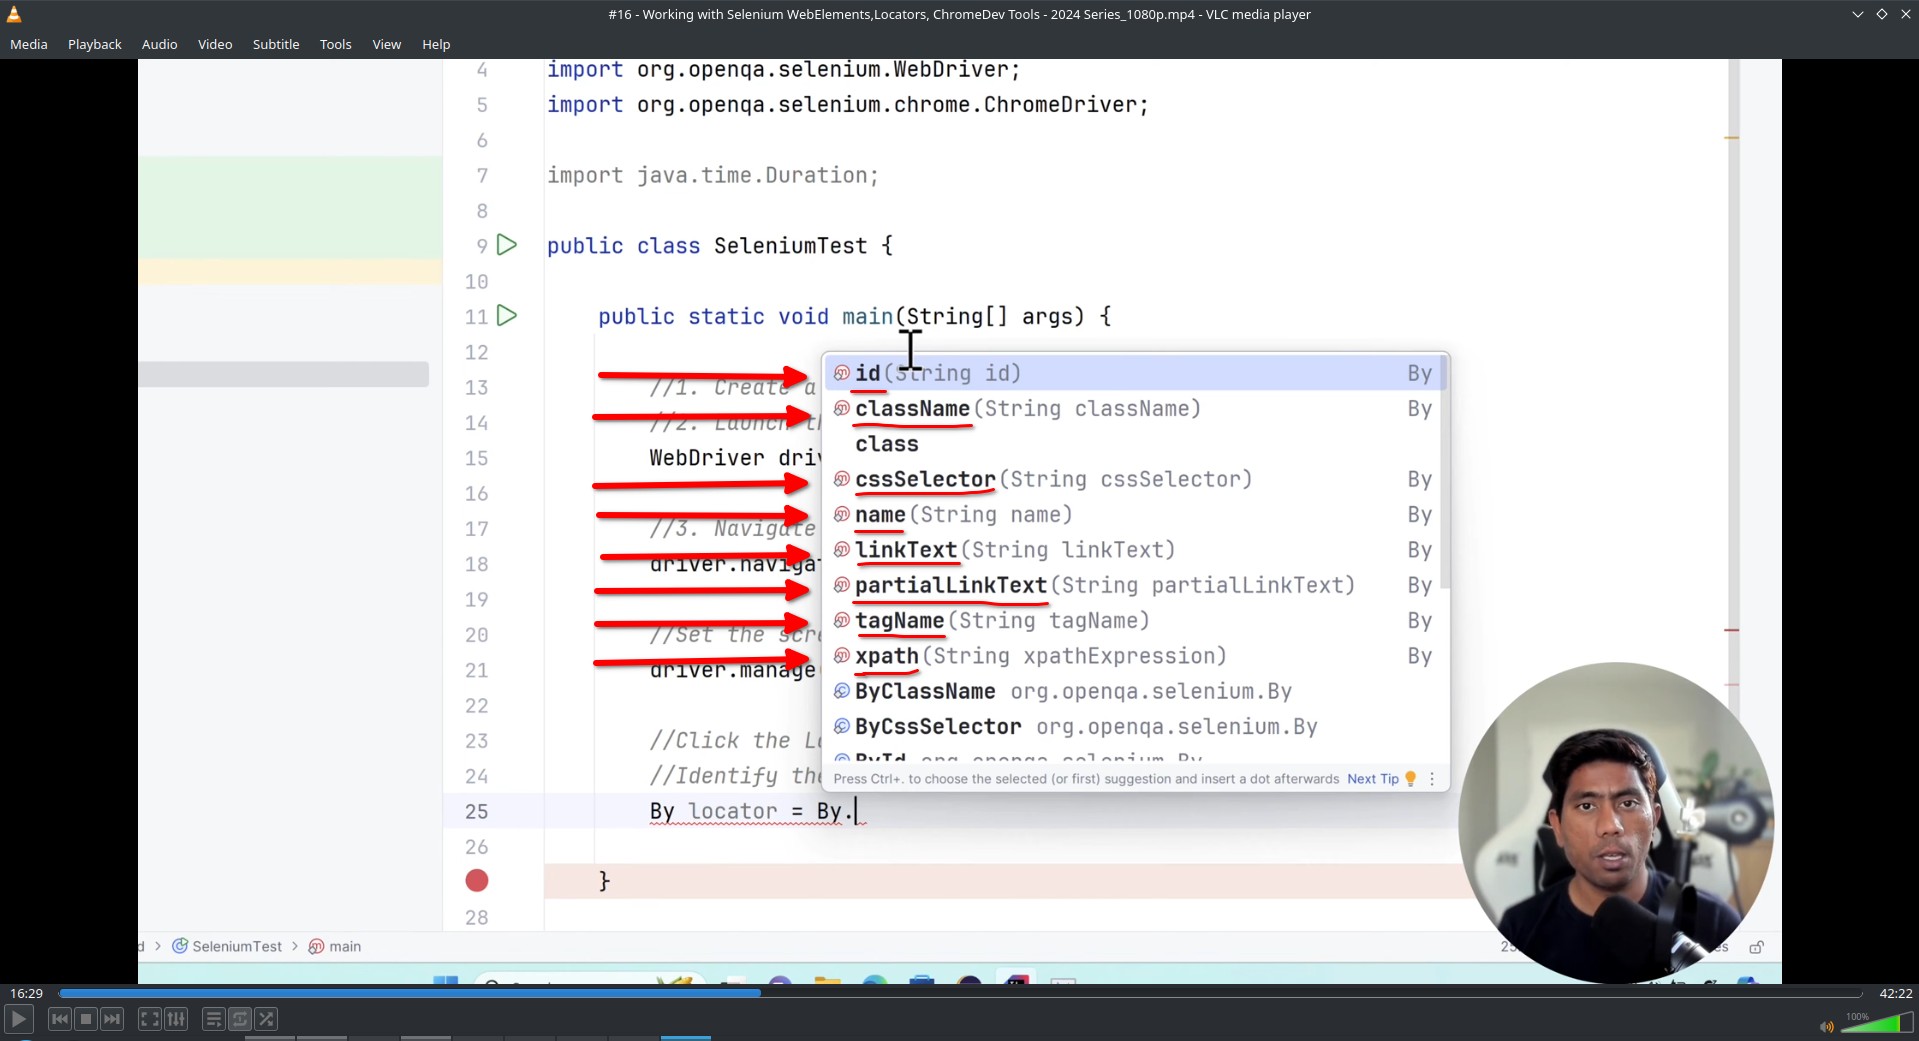 #16 - Working with Selenium WebElements,Locators, ChromeDev Tools - 2024 Series_1080p.mp4 - VLC media player
Media Playback Audio Video Subtitle Tools View Help
4 import org.openqa.selenium.WebDriver;
5 import org.openqa.selenium.chrome.ChromeDriver;
6
7 import java.time.Duration;
8
9 public class SeleniumTest {
10
11 public static void main(String[] args) {
12
id(String id) By
13 //1. Create a
className(String className) By
14 //2. Launch
class
15 WebDriver
cssSelector(String cssSelector) By
16
name(String name) By
17 //3. Navigate
linkText(String linkText) By
18
partialLinkText(String partialLinkText) By
19
tagName(String tagName) By
20 //Set the
xpath(String xpathExpression) By
21 driver.manage
ByClassName org.openqa.selenium.By
22
ByCssSelector org.openqa.selenium.By
23 //Click the
ById org.openqa.selenium.By
24 //Identify
Press Ctrl+. to choose the selected (or first) suggestion and insert a dot afterwards Next Tip
25 By locator = By.
26
}
28
SeleniumTest > main
16:29 42:22
100%